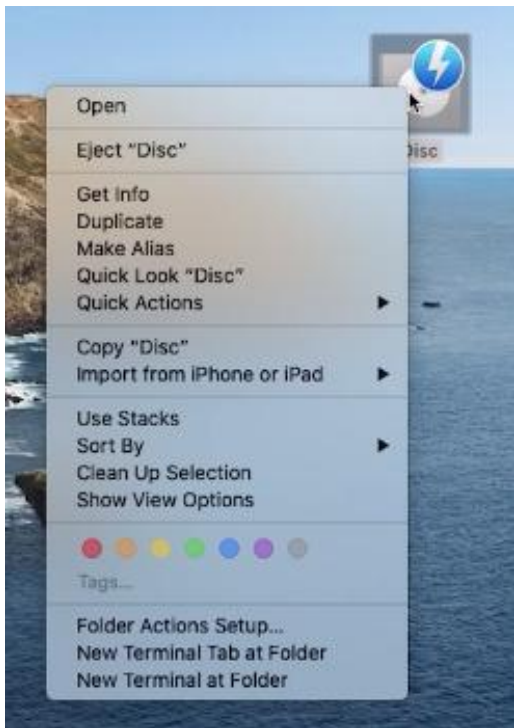 Disc
Open
Eject “Disc”
Get Info
Duplicate
Make Alias
Quick Look “Disc”
Quick Actions
Copy “Disc”
Import from iPhone or iPad
Use Stacks
Sort By
Clean Up Selection
Show View Options
Tags...
Folder Actions Setup...
New Terminal Tab at Folder
New Terminal at Folder